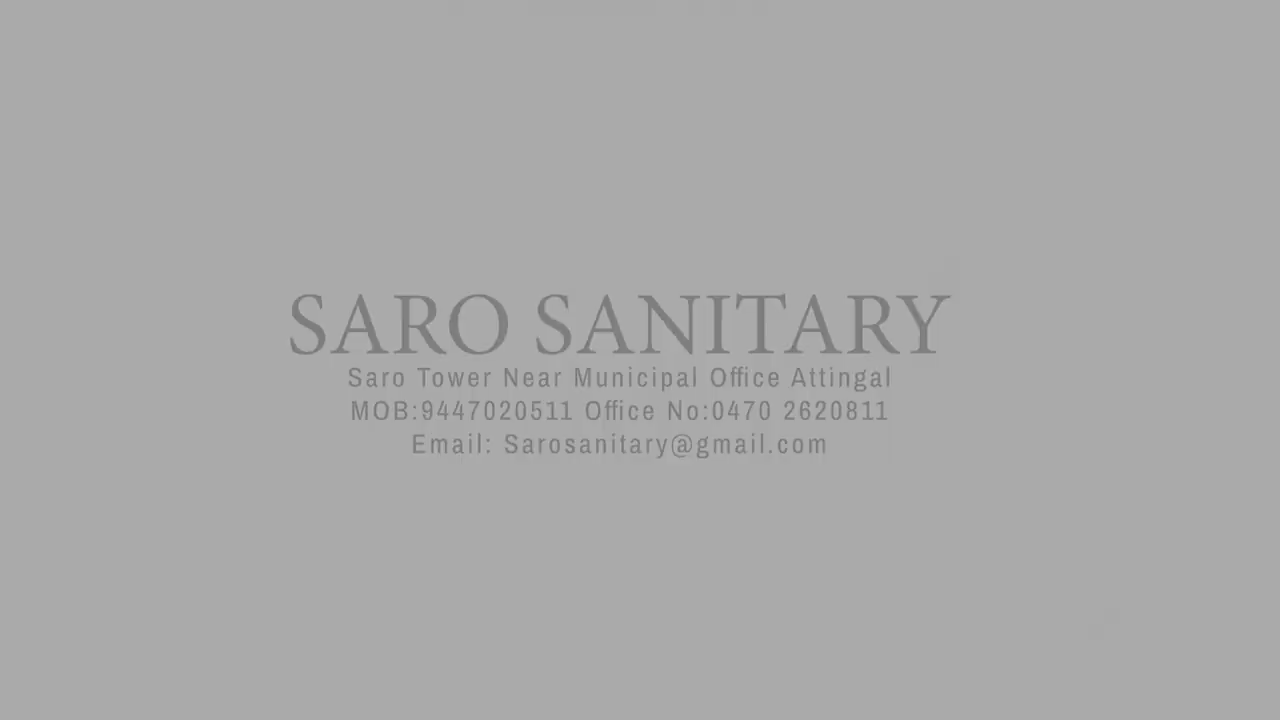 SARO SANITARY
Saro Tower Near Municipal Office Attingal
MOB:9447020511 Office No:0470 2620811
Email: Sarosanitary@gmail.com